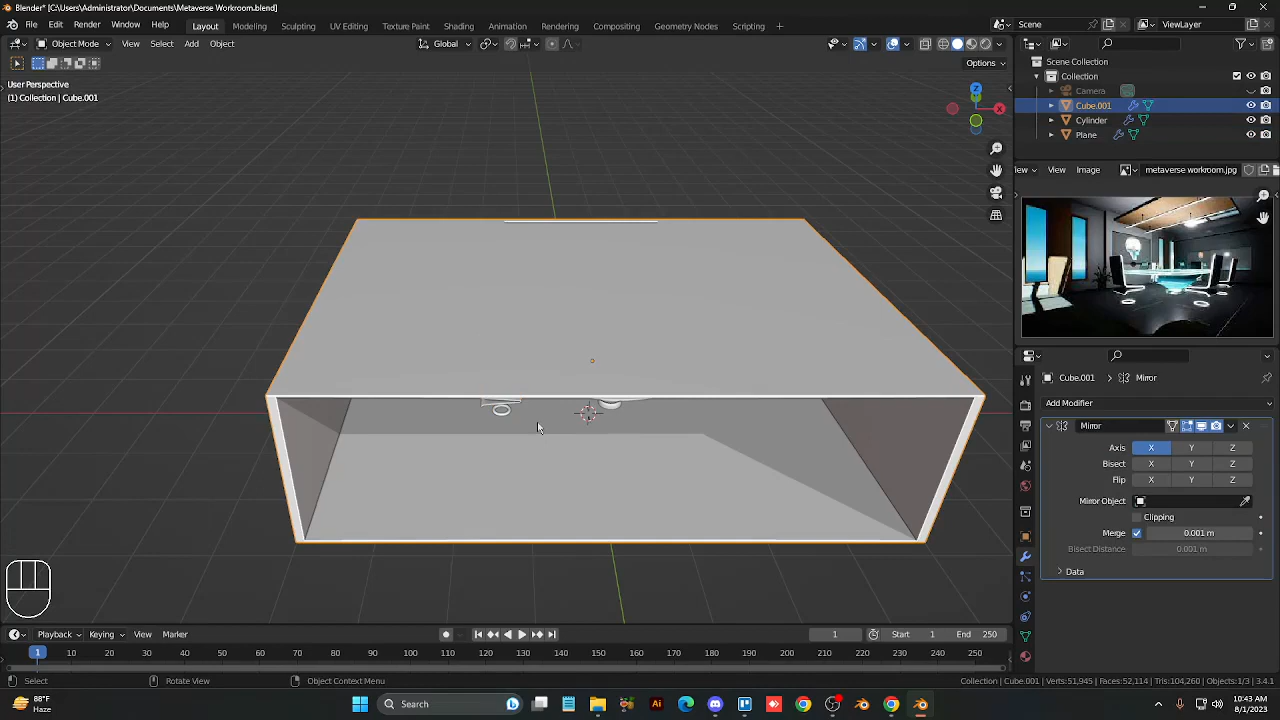 Blender* [C:\Users\Administrator\Documents\Metaverse Workroom.blend]
File Edit Render Window Help
Layout Modeling Sculpting UV Editing Texture Paint Shading Animation Rendering Compositing Geometry Nodes Scripting +
Scene
ViewLayer
Object Mode View Select Add Object
Global
Options
User Perspective
(1) Collection | Cube.001
Z
X
Scene Collection
Collection
Camera
Cube.001
Cylinder
Plane
View Image metaverse workroom.jpg
Cube.001 > Mirror
Add Modifier
Mirror
Axis X Y Z
Bisect X Y Z
Flip X Y Z
Mirror Object
Clipping
Merge 0.001 m
Bisect Distance 0.001 m
Data
Playback Keying View Marker
1 Start 1 End 250
1 10 20 30 40 50 60 70 80 90 100 110 120 130 140 150 160 170 180 190 200 210 220 230 240 250
Select Rotate View Object Context Menu
Collection | Cube.001 | Verts:51,945 | Faces:52,114 | Tris:104,260 | Objects:1/3 | 3.4.1
88°F
Haze
Search
10:43 AM
8/1/2023